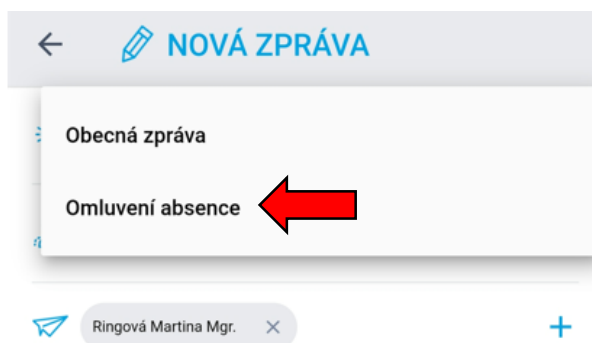 NOVÁ ZPRÁVA
Obecná zpráva
Omluvení absence
Ringová Martina Mgr.